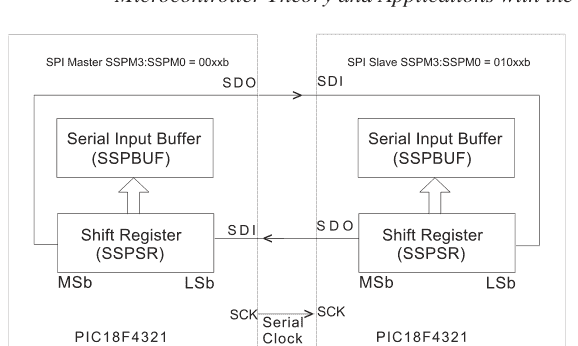 Microcontroller Theory and Applications with the
SPI Master SSPM3:SSPM0 = 00xxb
SPI Slave SSPM3:SSPM0 = 010xxb
SDO
SDI
Serial Input Buffer
(SSPBUF)
Serial Input Buffer
(SSPBUF)
Shift Register
(SSPSR)
SDI
SDO
Shift Register
(SSPSR)
MSb
LSb
MSb
LSb
SCK
Serial
Clock
SCK
PIC18F4321
PIC18F4321